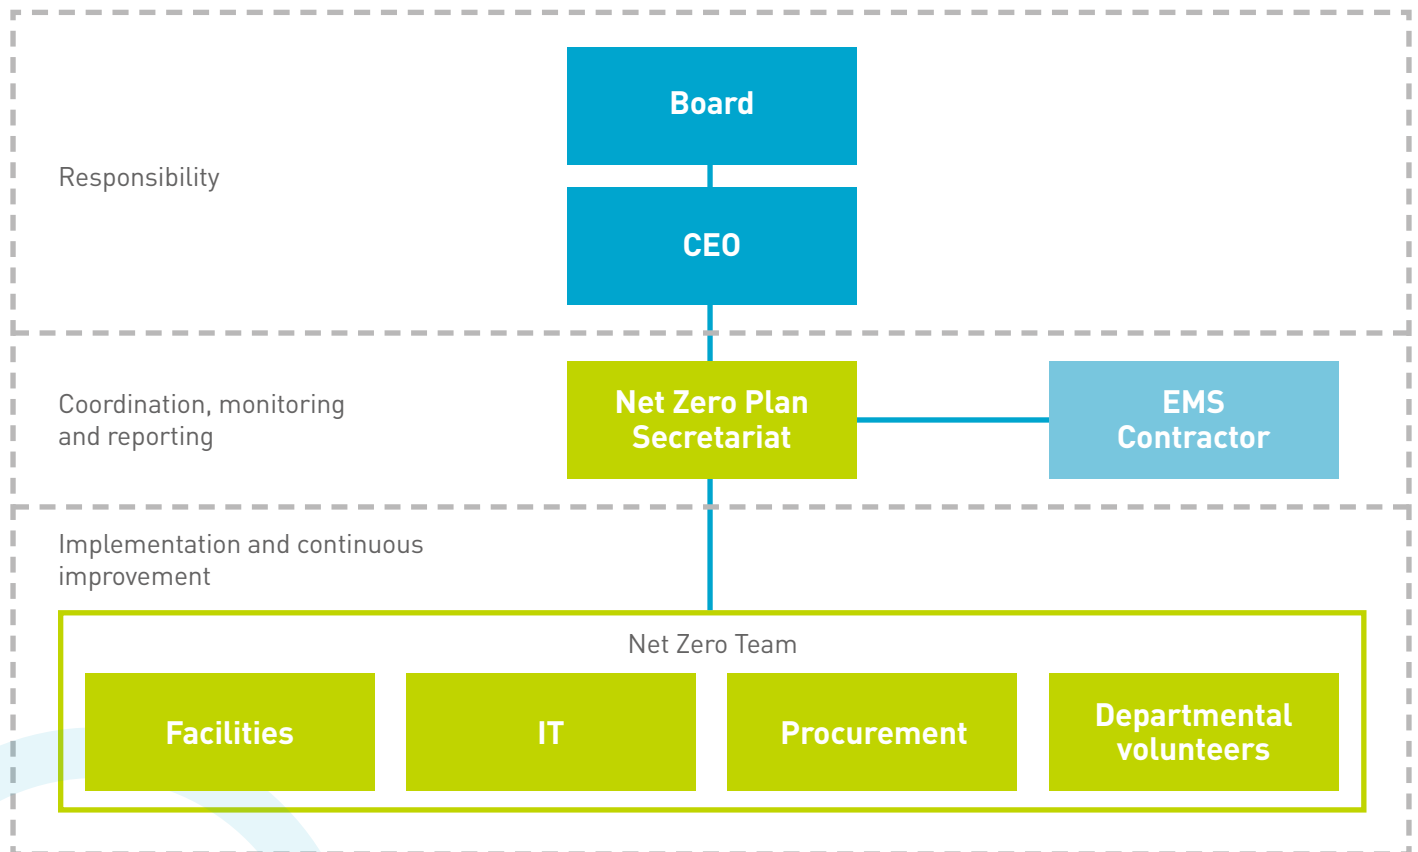 Board
Responsibility
CEO
Coordination, monitoring
and reporting
Net Zero Plan
Secretariat
EMS
Contractor
Implementation and continuous
improvement
Net Zero Team
Facilities
IT
Procurement
Departmental
volunteers